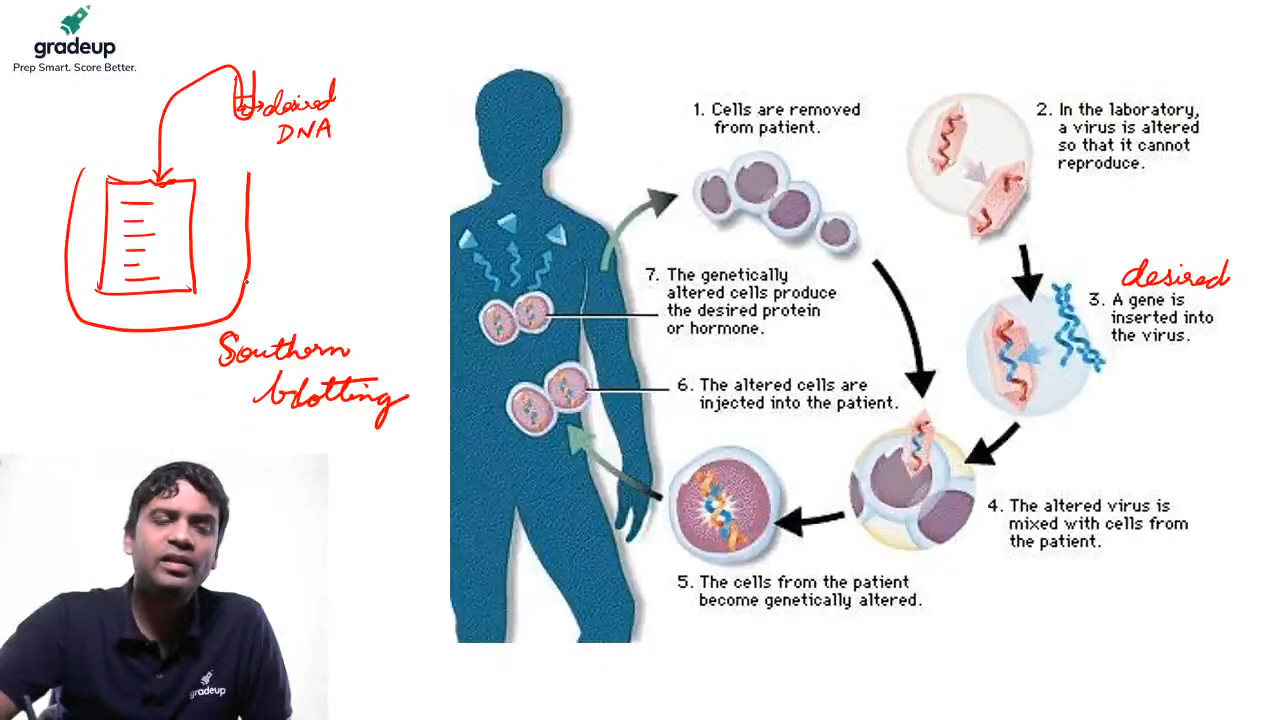 gradeup
Prep Smart. Score Better.
desired
DNA
Southern
blotting
1. Cells are removed
from patient.
2. In the laboratory,
a virus is altered
so that it cannot
reproduce.
desired
3. A gene is
inserted into
the virus.
7. The genetically
altered cells produce
the desired protein
or hormone.
6. The altered cells are
injected into the patient.
4. The altered virus is
mixed with cells from
the patient.
5. The cells from the patient
become genetically altered.
gradeup